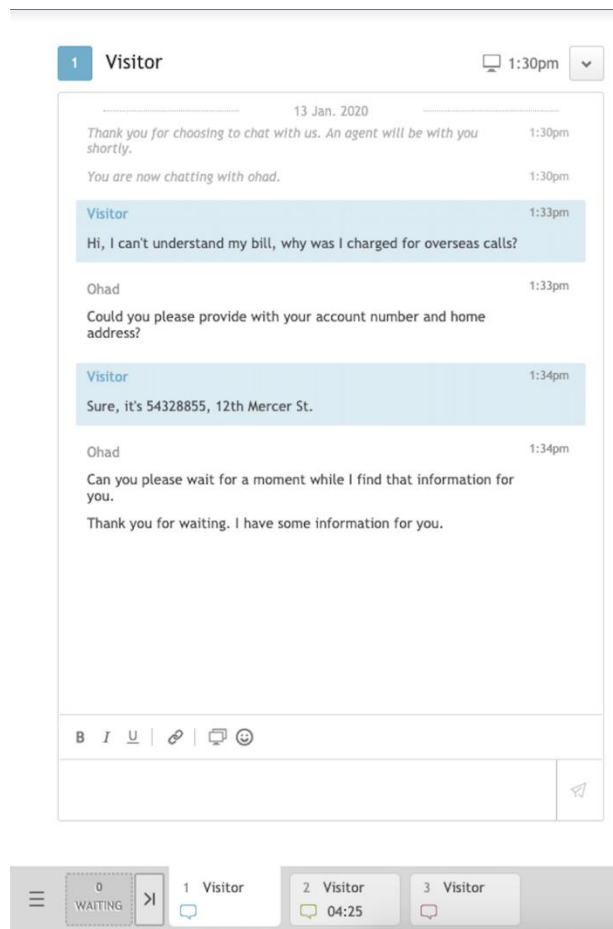 1 Visitor 1:30pm
13 Jan. 2020
Thank you for choosing to chat with us. An agent will be with you 1:30pm
shortly.
You are now chatting with ohad. 1:30pm
Visitor 1:33pm
Hi, I can't understand my bill, why was I charged for overseas calls?
Ohad 1:33pm
Could you please provide with your account number and home
address?
Visitor 1:34pm
Sure, it's 54328855, 12th Mercer St.
Ohad 1:34pm
Can you please wait for a moment while I find that information for
you.
Thank you for waiting. I have some information for you.
B I U
0 1 Visitor 2 Visitor 3 Visitor
WAITING 04:25